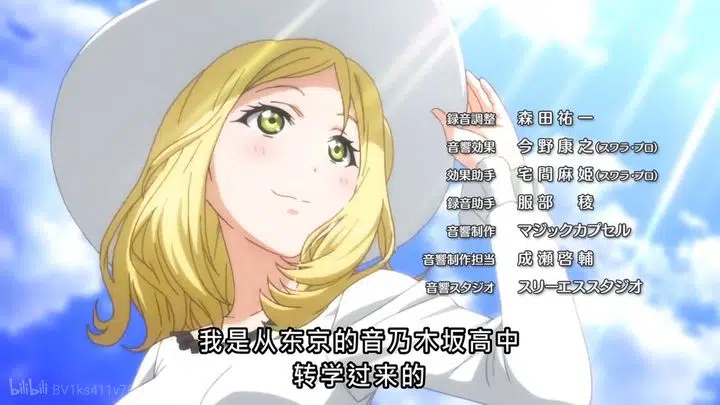 録音調整 森田祐一
音響効果 今野康之(スワラ・プロ)
効果助手 宅間麻姫(スワラ・プロ)
録音助手 服部 稜
音響制作 マジックカプセル
音響制作担当 成瀬啓輔
音響スタジオ スリーエススタジオ
我是从东京的音乃木坂高中
转学过来的
bilibili